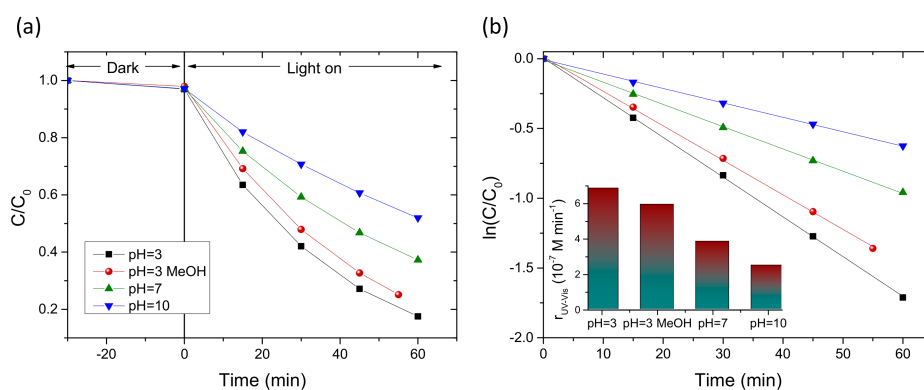 (a)
Dark
Light on
1.0
0.8
0.6
0.4
0.2
C/C₀
pH=3
pH=3 MeOH
pH=7
pH=10
-20
0
20
40
60
Time (min)
(b)
0.0
-0.5
-1.0
-1.5
-2.0
ln(C/C₀)
6
4
2
0
r_UV-Vis (10⁻⁷ M min⁻¹)
pH=3
pH=3 MeOH
pH=7
pH=10
0
10
20
30
40
50
60
Time (min)